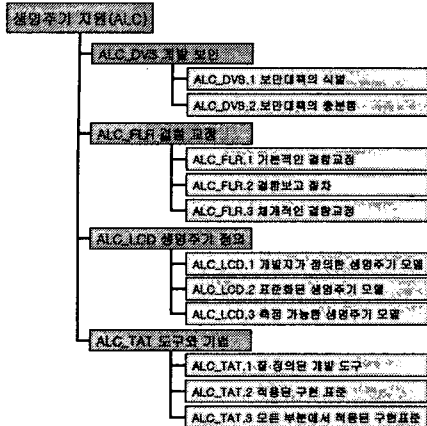 생명주기 지원(ALC)
ALC_DVS 개발 보안
ALC_DVS.1 보안대책의 식별
ALC_DVS.2 보안대책의 충분함
ALC_FLR 결함 교정
ALC_FLR.1 기본적인 결함교정
ALC_FLR.2 결함보고 절차
ALC_FLR.3 체계적인 결함교정
ALC_LCD 생명주기 정의
ALC_LCD.1 개발자가 정의한 생명주기 모델
ALC_LCD.2 표준화된 생명주기 모델
ALC_LCD.3 측정 가능한 생명주기 모델
ALC_TAT 도구와 기법
ALC_TAT.1 잘 정의된 개발 도구
ALC_TAT.2 적용된 구현 표준
ALC_TAT.3 모든 부분에서 적용된 구현표준